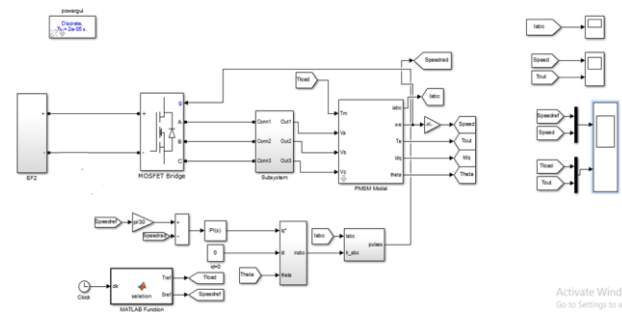 powergui
Discrete,
Ts = 2e-05 s.
Iabc
Speed
Tout
Speedref
Speed
Tload
Tout
Speedrad
Tload
Iabc
Speed
Tout
Idq
Theta
Tm
Va
Vb
Vc
Iabc
we
Te
Idq
theta
PMSM Model
g
A
B
C
+
-
MOSFET Bridge
EF2
Conn1
Conn2
Conn3
Out1
Out2
Out3
Subsystem
Speedref
pi/30
Speedrad
+
-
PI(s)
0
id=0
Theta
q*
d
theta
Iabc
Iabc
pulses
Clock
clk
selection
Tref
Sref
Tload
Speedref
MATLAB Function
Activate Wind
Go to Settings to a